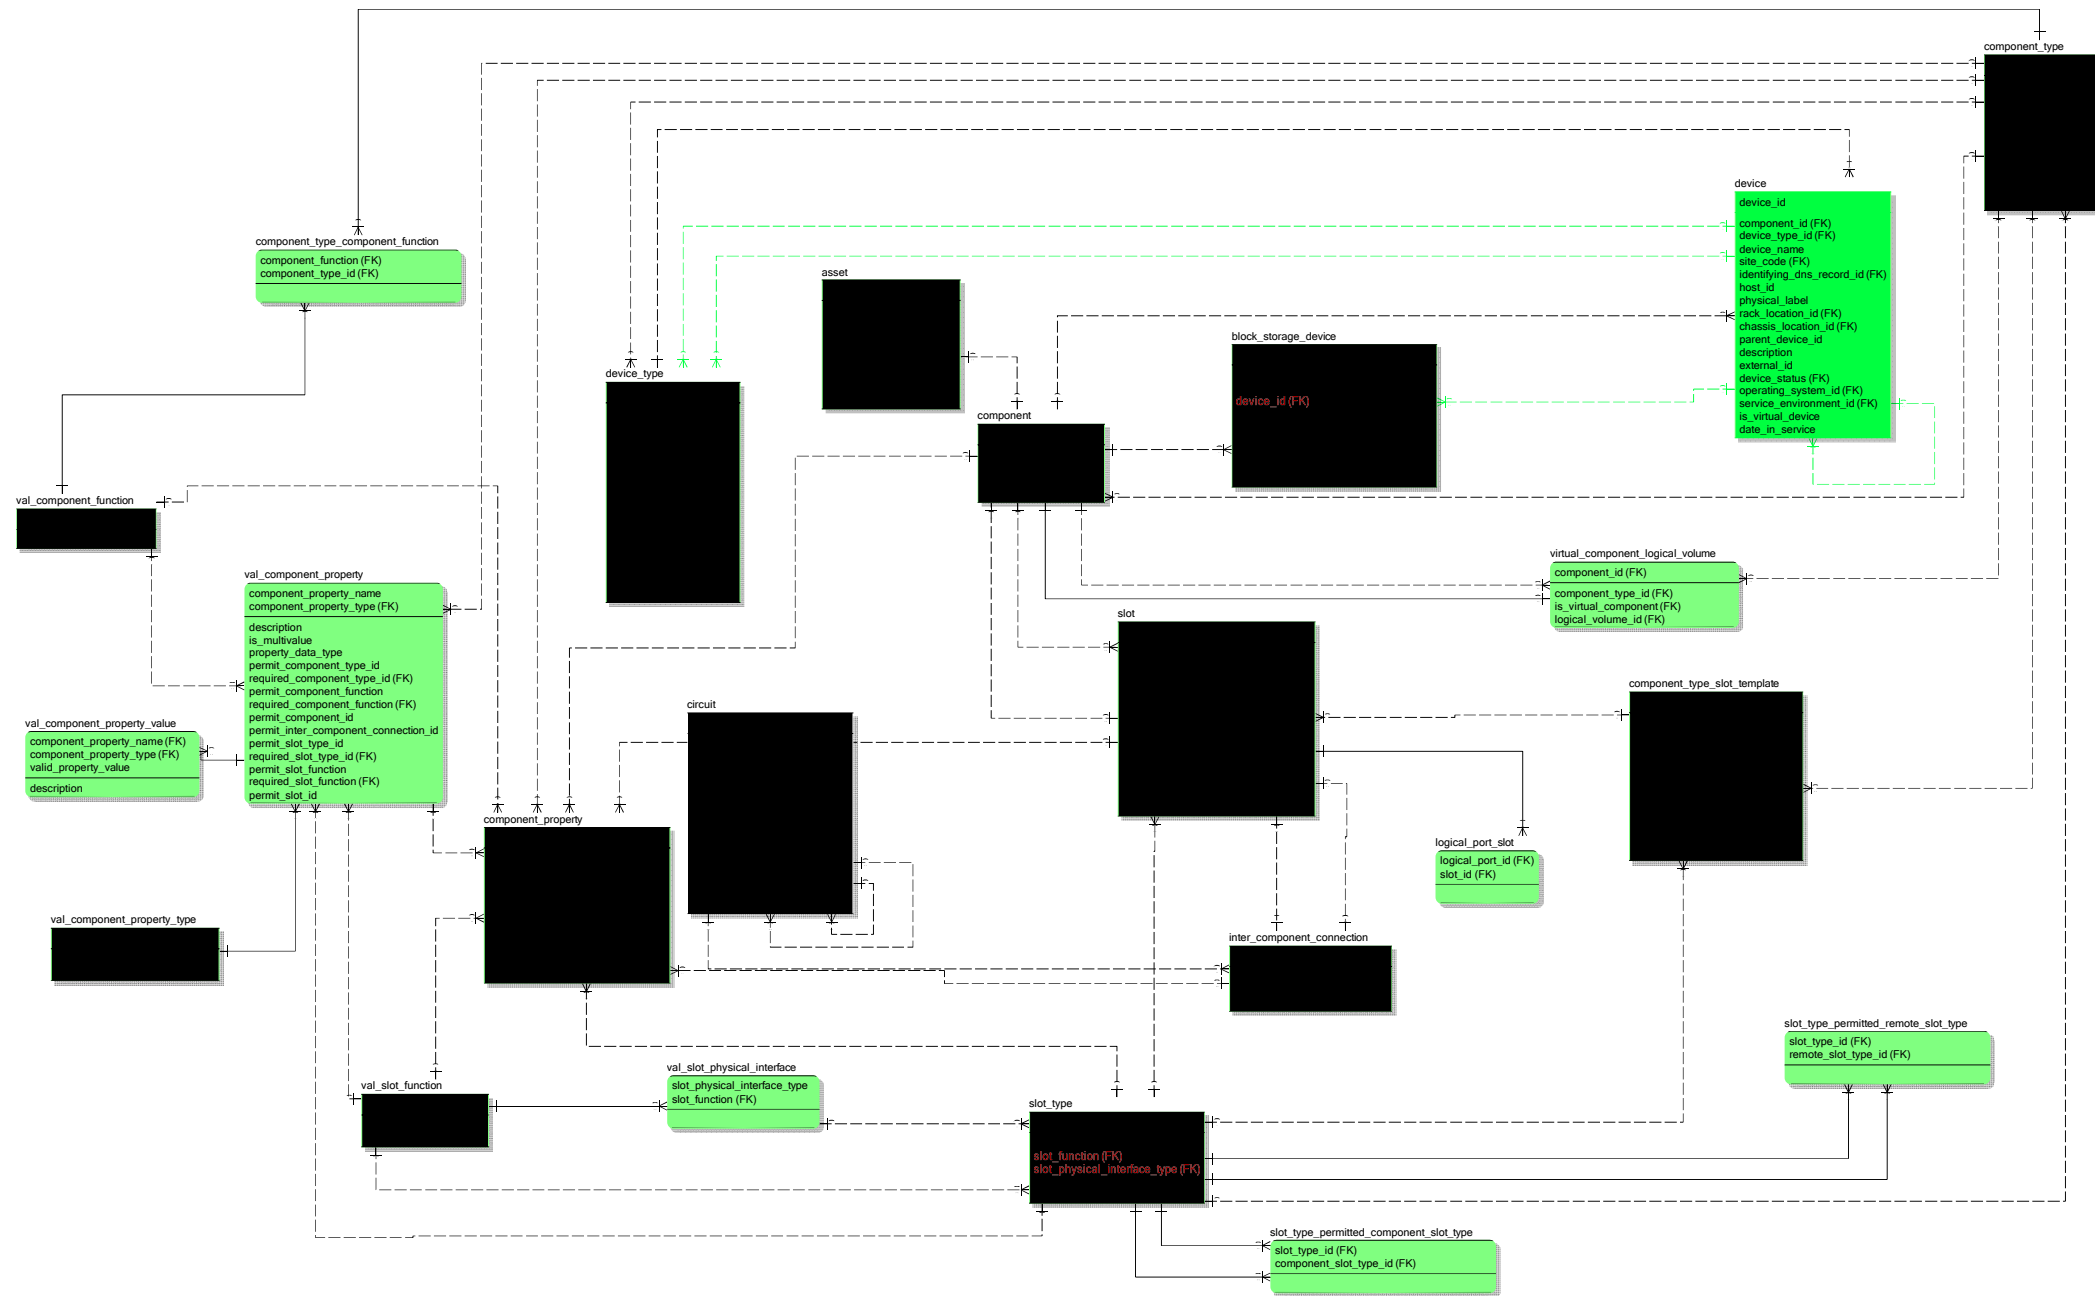 component_type
device
device_id
component_id (FK)
device_type_id (FK)
device_name
site_code (FK)
identifying_dns_record_id (FK)
host_id
physical_label
rack_location_id (FK)
chassis_location_id (FK)
parent_device_id
description
external_id
device_status (FK)
operating_system_id (FK)
service_environment_id (FK)
is_virtual_device
date_in_service
component_type_component_function
component_function (FK)
component_type_id (FK)
asset
block_storage_device
device_id (FK)
device_type
component
val_component_function
virtual_component_logical_volume
component_id (FK)
component_type_id (FK)
is_virtual_component (FK)
logical_volume_id (FK)
val_component_property
component_property_name
component_property_type (FK)
description
is_multivalue
property_data_type
permit_component_type_id
required_component_type_id (FK)
permit_component_function
required_component_function (FK)
permit_component_id
permit_inter_component_connection_id
permit_slot_type_id
required_slot_type_id (FK)
permit_slot_function
required_slot_function (FK)
permit_slot_id
slot
component_type_slot_template
circuit
val_component_property_value
component_property_name (FK)
component_property_type (FK)
valid_property_value
description
component_property
logical_port_slot
logical_port_id (FK)
slot_id (FK)
val_component_property_type
inter_component_connection
slot_type_permitted_remote_slot_type
slot_type_id (FK)
remote_slot_type_id (FK)
val_slot_function
val_slot_physical_interface
slot_physical_interface_type
slot_function (FK)
slot_type
slot_function (FK)
slot_physical_interface_type (FK)
slot_type_permitted_component_slot_type
slot_type_id (FK)
component_slot_type_id (FK)